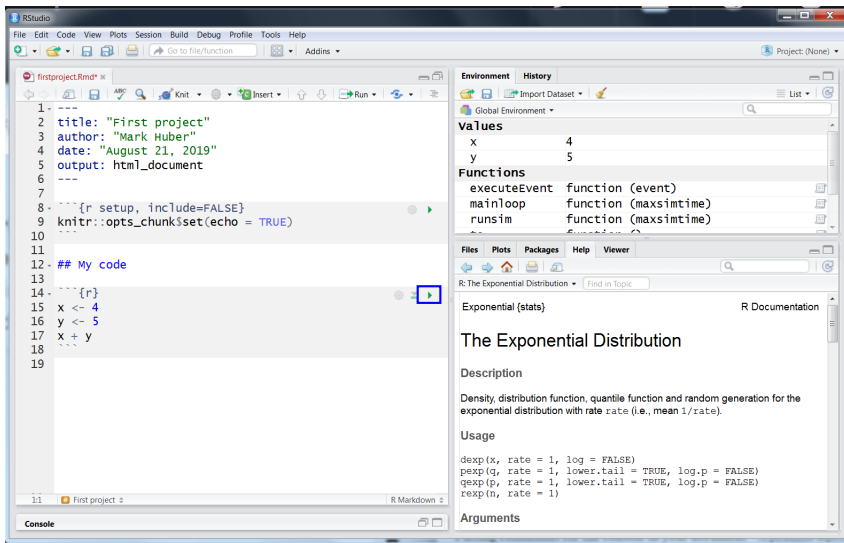 RStudio
File Edit Code View Plots Session Build Debug Profile Tools Help
Go to file/function Addins Project: (None)
firstproject.Rmd*
ABC Knit Insert Run
1 ---
2 title: "First project"
3 author: "Mark Huber"
4 date: "August 21, 2019"
5 output: html_document
6 ---
7
8 ```{r setup, include=FALSE}
9 knitr::opts_chunk$set(echo = TRUE)
10 ```
11
12 ## My code
13
14 ```{r}
15 x <- 4
16 y <- 5
17 x + y
18 ```
19
1:1 First project R Markdown
Console
Environment History
Import Dataset List
Global Environment
Values
x 4
y 5
Functions
executeEvent function (event)
mainloop function (maxsimtime)
runsim function (maxsimtime)
Files Plots Packages Help Viewer
R: The Exponential Distribution Find in Topic
Exponential {stats} R Documentation
The Exponential Distribution
Description
Density, distribution function, quantile function and random generation for the
exponential distribution with rate rate (i.e., mean 1/rate).
Usage
dexp(x, rate = 1, log = FALSE)
pexp(q, rate = 1, lower.tail = TRUE, log.p = FALSE)
qexp(p, rate = 1, lower.tail = TRUE, log.p = FALSE)
rexp(n, rate = 1)
Arguments